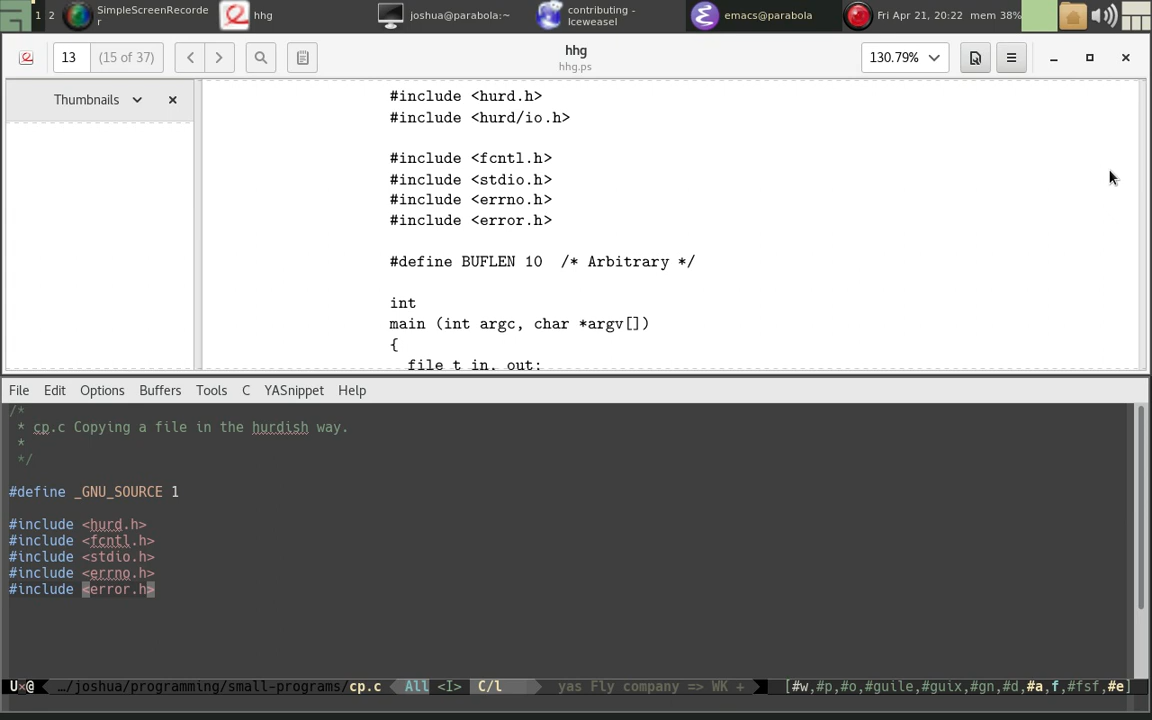 1 2 SimpleScreenRecorde
r
hhg
joshua@parabola:~
contributing -
Iceweasel
emacs@parabola
Fri Apr 21, 20:22 mem 38%
13 (15 of 37)
hhg
hhg.ps
130.79%
Thumbnails
#include <hurd.h>
#include <hurd/io.h>
#include <fcntl.h>
#include <stdio.h>
#include <errno.h>
#include <error.h>
#define BUFLEN 10 /* Arbitrary */
int
main (int argc, char *argv[])
{
file_t in, out;
File Edit Options Buffers Tools C YASnippet Help
/*
* cp.c Copying a file in the hurdish way.
*
*/
#define _GNU_SOURCE 1
#include <hurd.h>
#include <fcntl.h>
#include <stdio.h>
#include <errno.h>
#include <error.h>
U×@ …/joshua/programming/small-programs/cp.c All <I> C/l yas Fly company => WK + [#w,#p,#o,#guile,#guix,#gn,#d,#a,f,#fsf,#e]